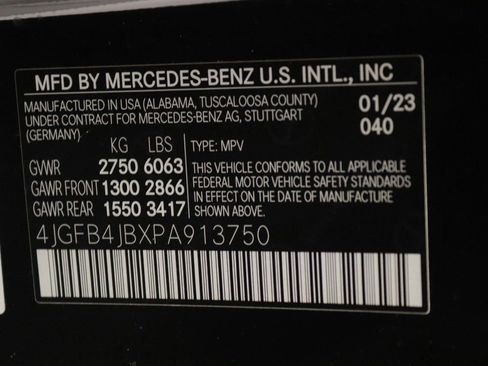 MFD BY MERCEDES-BENZ U.S. INTL., INC
MANUFACTURED IN USA (ALABAMA, TUSCALOOSA COUNTY) 01/23
UNDER CONTRACT FOR MERCEDES-BENZ AG, STUTTGART 040
(GERMANY)
KG LBS TYPE: MPV
GVWR 2750 6063 THIS VEHICLE CONFORMS TO ALL APPLICABLE
GAWR FRONT 1300 2866 FEDERAL MOTOR VEHICLE SAFETY STANDARDS
GAWR REAR 1550 3417 IN EFFECT ON THE DATE OF MANUFACTURE
4JGFB4JBXPA913750